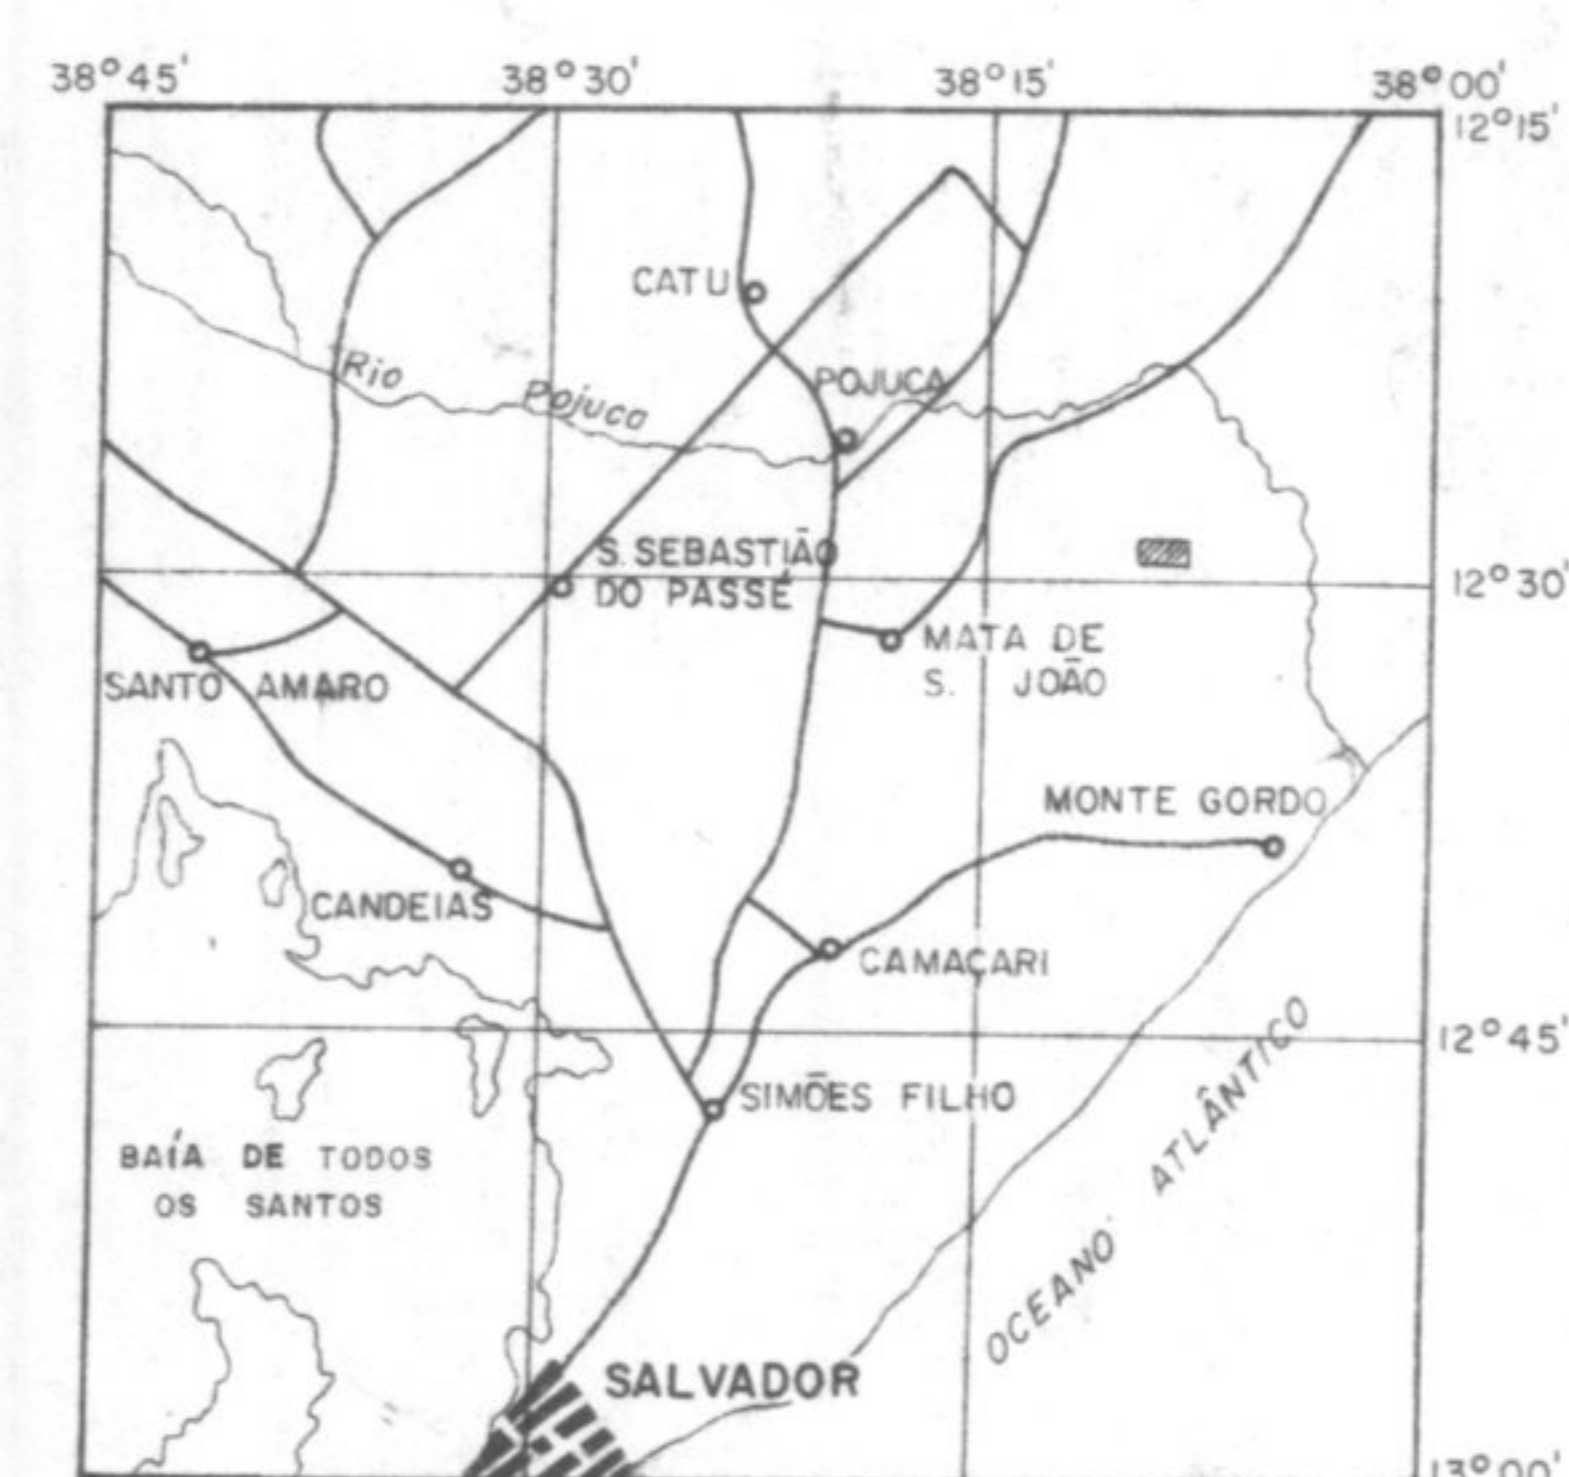 38°45'
38°30'
38°15'
38°00'
12°15'
CATU
Rio Pojuca
POJUCA
S. SEBASTIÃO
DO PASSÉ
12°30'
MATA DE
S. JOÃO
SANTO AMARO
MONTE GORDO
CANDEIAS
CAMAÇARI
12°45'
SIMÕES FILHO
BAÍA DE TODOS
OS SANTOS
OCEANO ATLÂNTICO
SALVADOR
13°00'